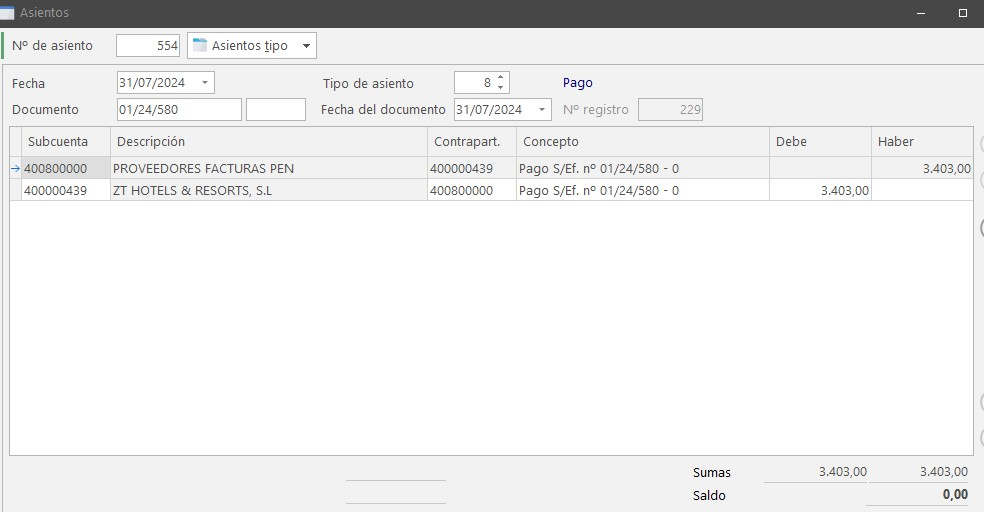 Asientos
Nº de asiento 554 Asientos tipo
Fecha 31/07/2024 Tipo de asiento 8 Pago
Documento 01/24/580 Fecha del documento 31/07/2024 Nº registro 229
Subcuenta Descripción Contrapart. Concepto Debe Haber
400800000 PROVEEDORES FACTURAS PEN 400000439 Pago S/Ef. nº 01/24/580 - 0 3.403,00
400000439 ZT HOTELS & RESORTS, S.L 400800000 Pago S/Ef. nº 01/24/580 - 0 3.403,00
Sumas 3.403,00 3.403,00
Saldo 0,00